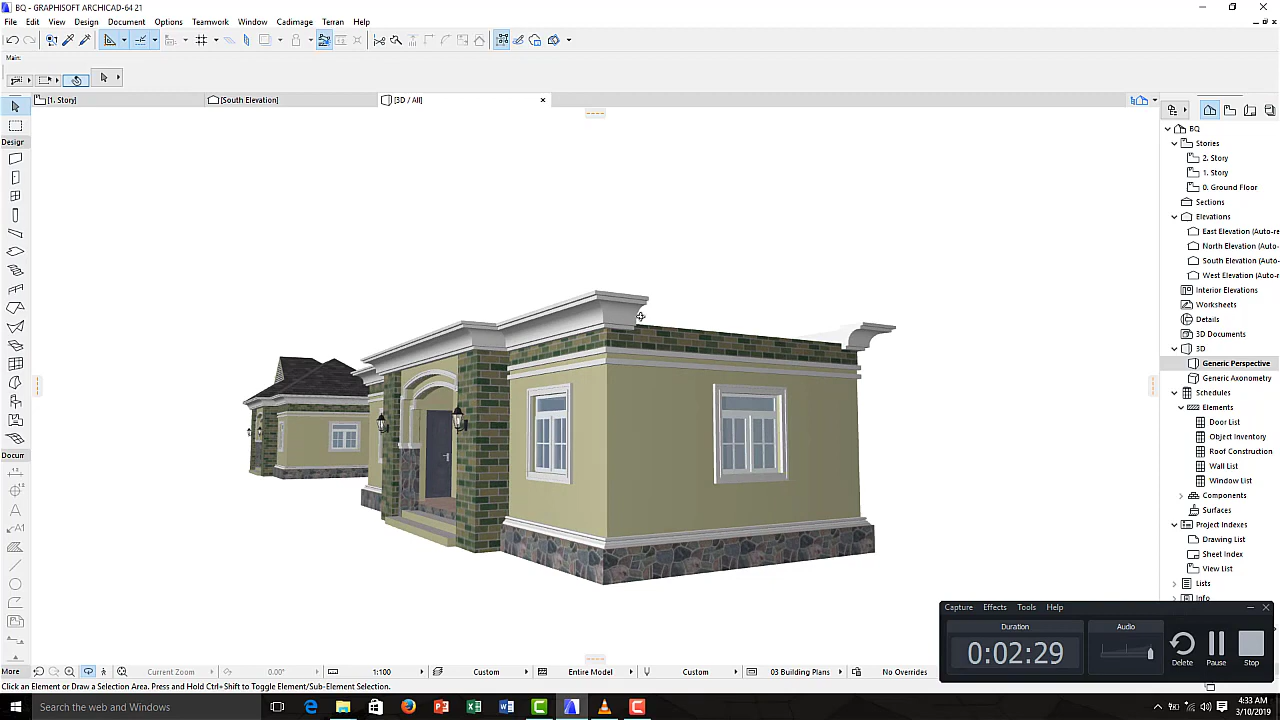 BQ - GRAPHISOFT ARCHICAD-64 21
File Edit View Design Document Options Teamwork Window Cadimage Terran Help
Main:
[1. Story] [South Elevation] [3D / All]
Design
Docum
More
BQ
Stories
2. Story
1. Story
0. Ground Floor
Sections
Elevations
East Elevation (Auto-re
North Elevation (Auto-
South Elevation (Auto-
West Elevation (Auto-r
Interior Elevations
Worksheets
Details
3D Documents
3D
Generic Perspective
Generic Axonometry
Schedules
Elements
Door List
Object Inventory
Roof Construction
Wall List
Window List
Components
Surfaces
Project Indexes
Drawing List
Sheet Index
View List
Lists
Info
Capture Effects Tools Help
Duration Audio
0:02:29
Delete Pause Stop
Current Zoom 0.00° 1:100 Custom Entire Model Custom 03 Building Plans No Overrides
Click an Element or Draw a Selection Area. Press and Hold Ctrl+Shift to Toggle Element/Sub-Element Selection.
Search the web and Windows
4:33 AM
3/10/2019